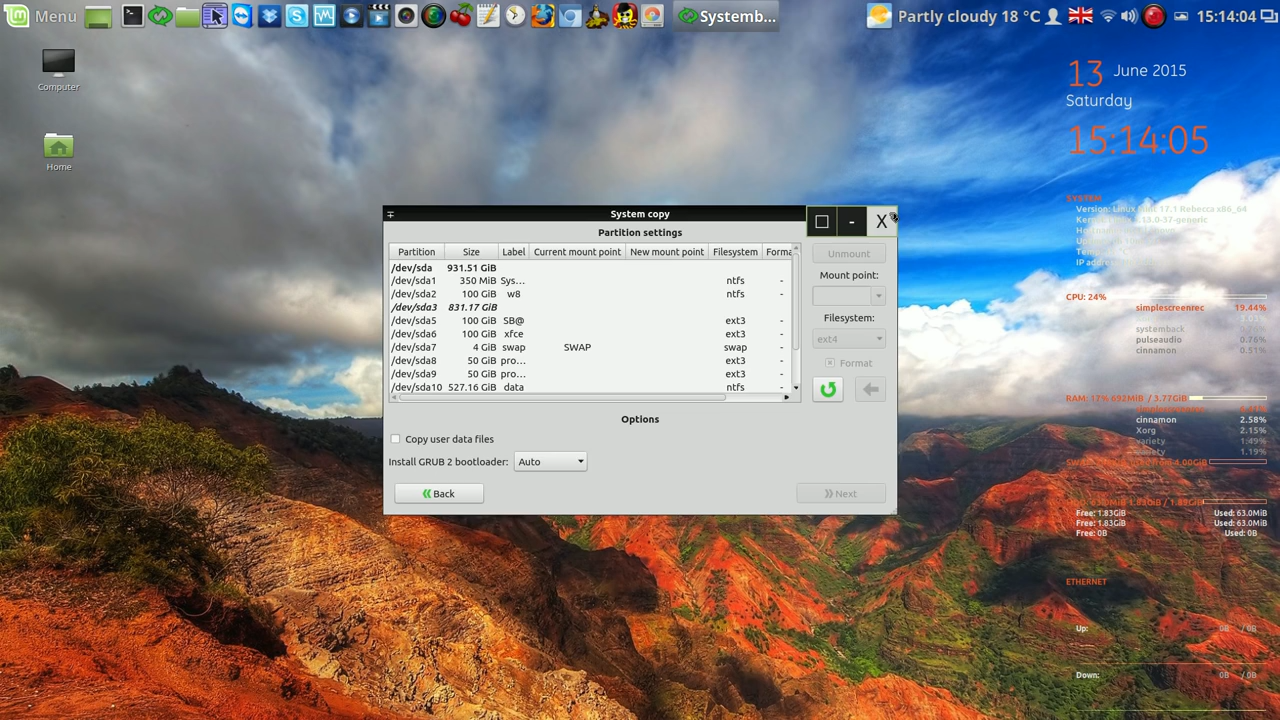 Menu
Systemb...
Partly cloudy 18 °C
15:14:04
Computer
Home
13 June 2015
Saturday
15:14:05
SYSTEM
CPU: 24%
simplescreenrec 19.44%
systemback
pulseaudio 0.76%
cinnamon 0.51%
RAM: 17% 692MiB / 3.77GiB
cinnamon 2.58%
Xorg 2.15%
variety 1.49%
variety 1.19%
Free: 1.83GiB Used: 63.0MiB
Free: 1.83GiB Used: 63.0MiB
Free: 0B Used: 0B
ETHERNET
Up: 0B / 0B
Down: 0B / 0B
System copy
- X
Partition settings
Partition Size Label Current mount point New mount point Filesystem Forma
/dev/sda 931.51 GiB
/dev/sda1 350 MiB Sys... ntfs -
/dev/sda2 100 GiB w8 ntfs -
/dev/sda3 831.17 GiB
/dev/sda5 100 GiB SB@ ext3 -
/dev/sda6 100 GiB xfce ext3 -
/dev/sda7 4 GiB swap SWAP swap -
/dev/sda8 50 GiB pro... ext3 -
/dev/sda9 50 GiB pro... ext3 -
/dev/sda10 527.16 GiB data ntfs -
Unmount
Mount point:
Filesystem:
ext4
Format
Options
Copy user data files
Install GRUB 2 bootloader: Auto
Back
Next